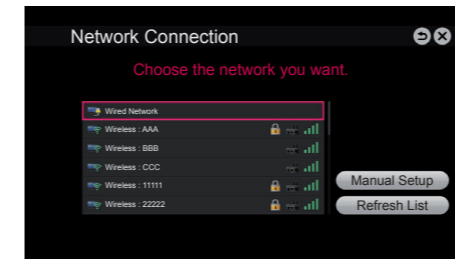 Network Connection
Choose the network you want.
Wired Network
Wireless : AAA
Wireless : BBB
Wireless : CCC
Wireless : 11111
Wireless : 22222
Manual Setup
Refresh List